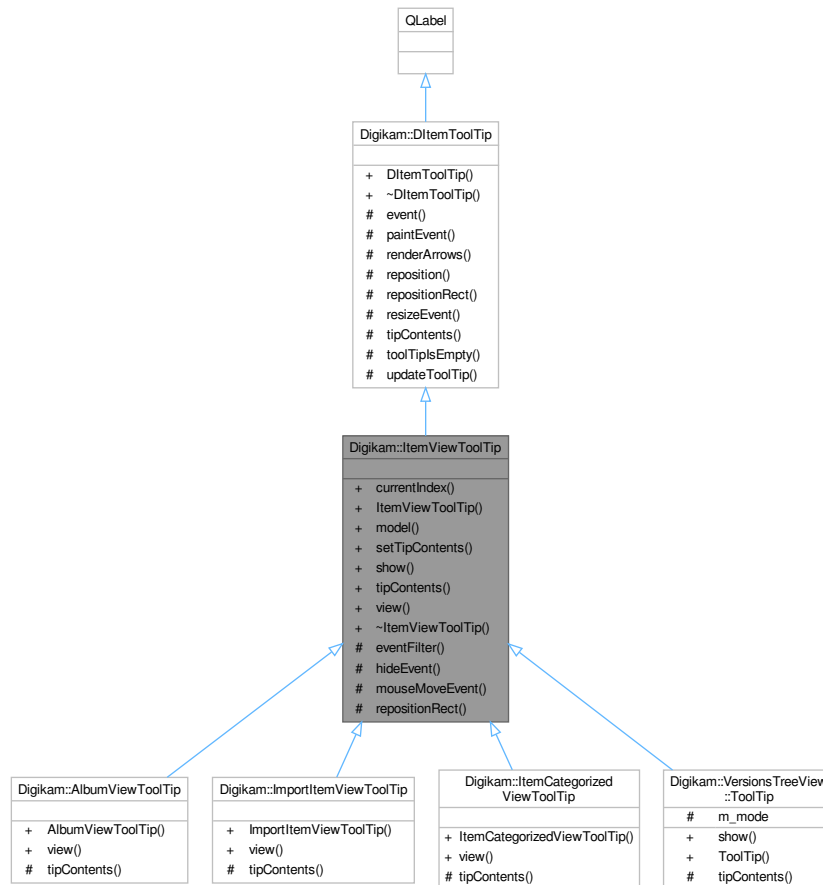 QLabel
Digikam::DItemToolTip
+ DItemToolTip()
+ ~DItemToolTip()
# event()
# paintEvent()
# renderArrows()
# reposition()
# repositionRect()
# resizeEvent()
# tipContents()
# toolTipIsEmpty()
# updateToolTip()
Digikam::ItemViewToolTip
+ currentIndex()
+ ItemViewToolTip()
+ model()
+ setTipContents()
+ show()
+ tipContents()
+ view()
+ ~ItemViewToolTip()
# eventFilter()
# hideEvent()
# mouseMoveEvent()
# repositionRect()
Digikam::AlbumViewToolTip
+ AlbumViewToolTip()
+ view()
# tipContents()
Digikam::ImportItemViewToolTip
+ ImportItemViewToolTip()
+ view()
# tipContents()
Digikam::ItemCategorized
ViewToolTip
+ ItemCategorizedViewToolTip()
+ view()
# tipContents()
Digikam::VersionsTreeView
::ToolTip
# m_mode
+ show()
+ ToolTip()
# tipContents()